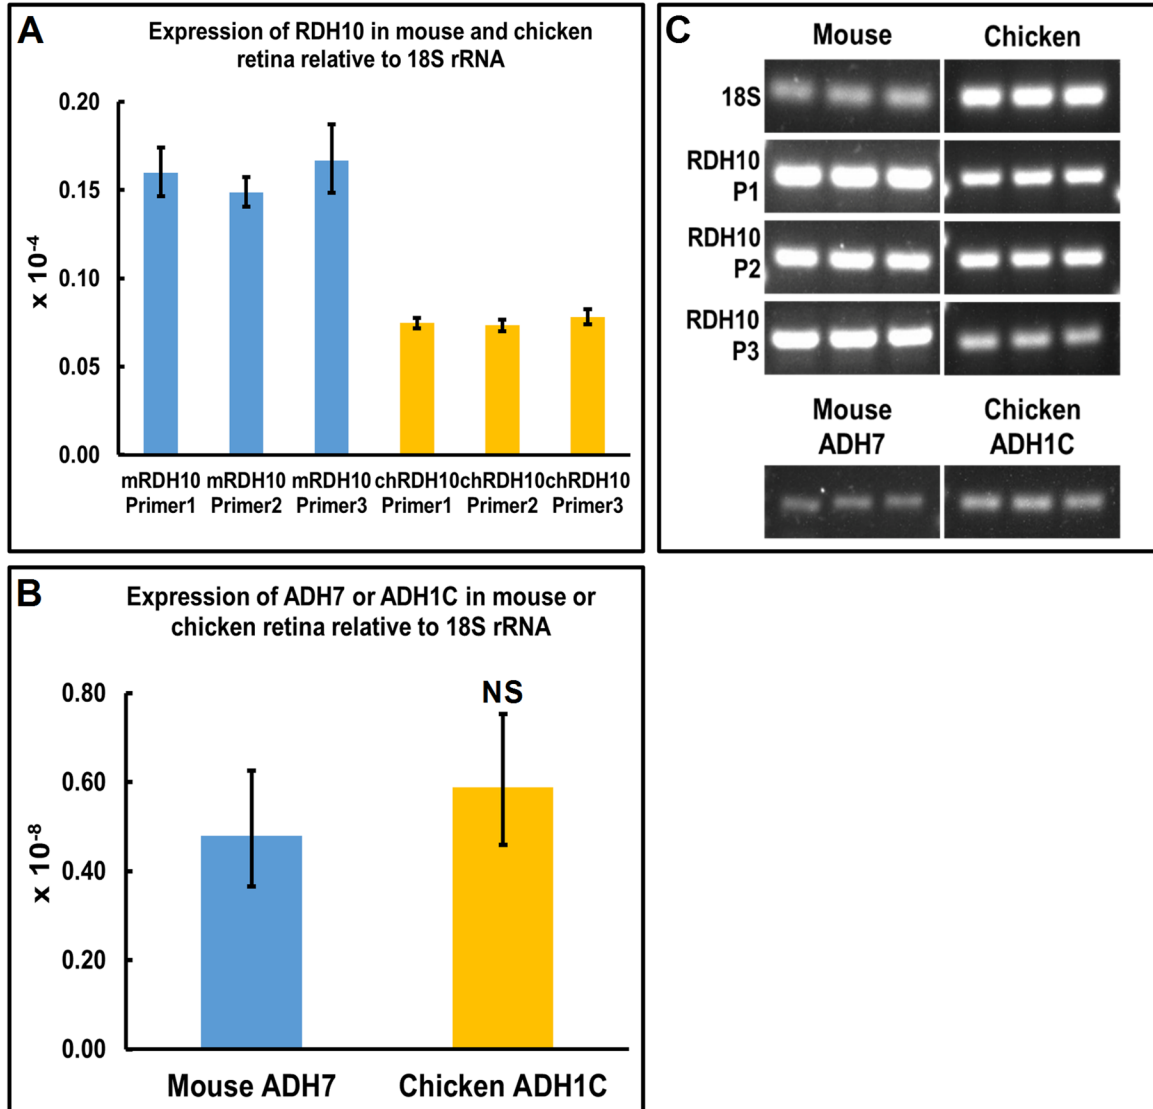 A
Expression of RDH10 in mouse and chicken
retina relative to 18S rRNA
x 10-4
0.20
0.15
0.10
0.05
0.00
mRDH10 mRDH10 mRDH10 chRDH10 chRDH10 chRDH10
Primer1 Primer2 Primer3 Primer1 Primer2 Primer3
C
Mouse Chicken
18S
RDH10
P1
RDH10
P2
RDH10
P3
Mouse Chicken
ADH7 ADH1C
B
Expression of ADH7 or ADH1C in mouse or
chicken retina relative to 18S rRNA
x 10-8
0.80
0.60
0.40
0.20
0.00
NS
Mouse ADH7 Chicken ADH1C